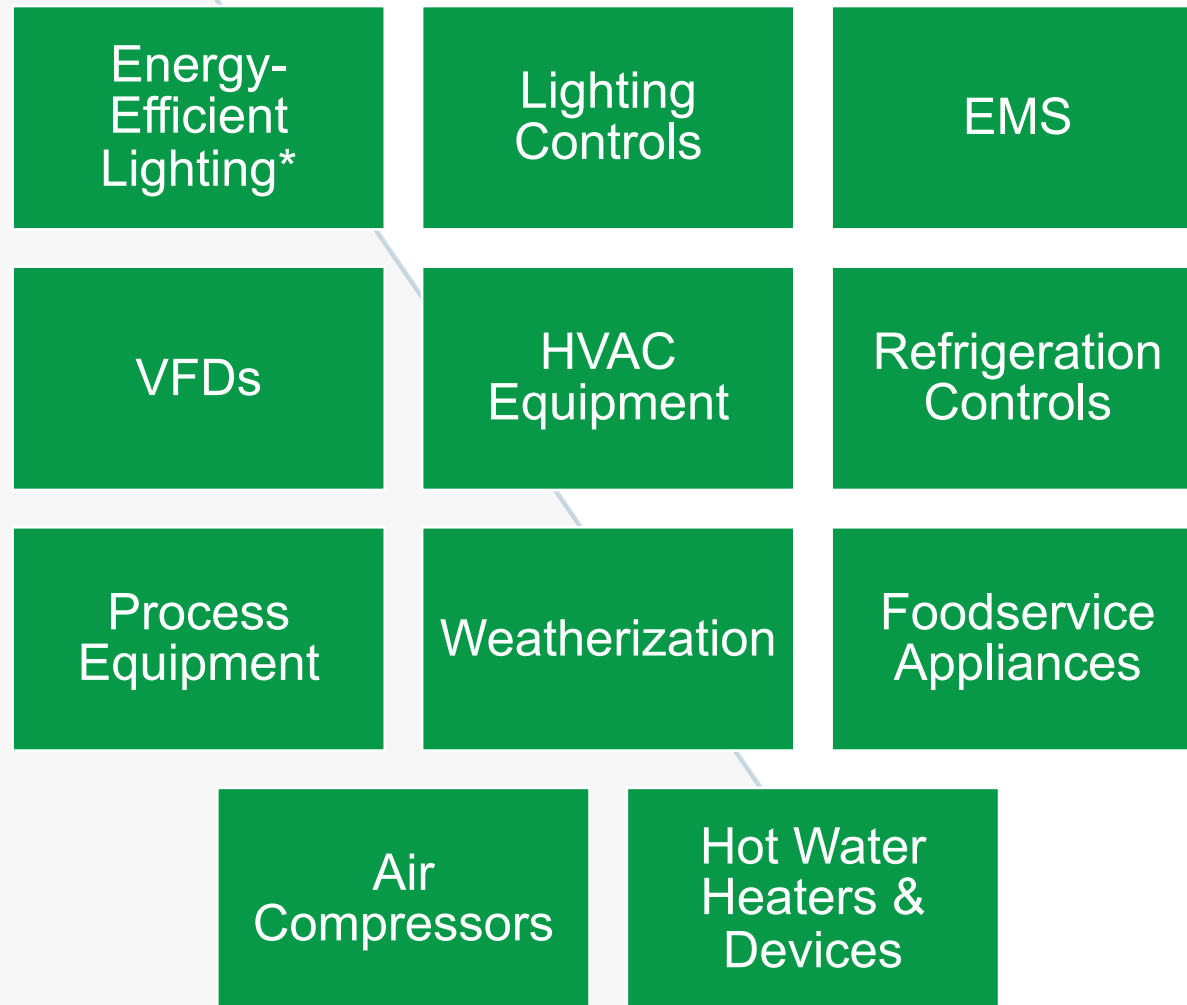 Energy-
Efficient
Lighting*
Lighting
Controls
EMS
VFDs
HVAC
Equipment
Refrigeration
Controls
Process
Equipment
Weatherization
Foodservice
Appliances
Air
Compressors
Hot Water
Heaters &
Devices